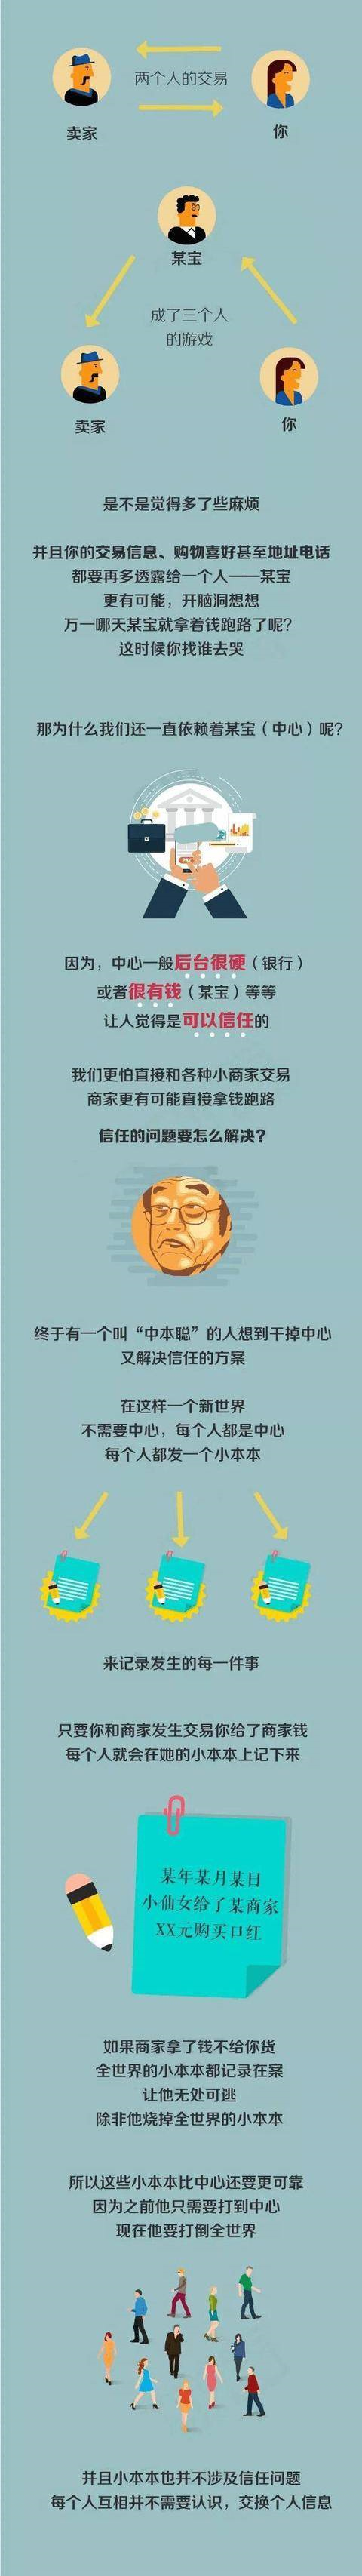 两个人的交易
卖家
你
某宝
成了三个人
的游戏
卖家
你
是不是觉得多了些麻烦
并且你的交易信息、购物喜好甚至地址电话
都要再多透露给一个人——某宝
更有可能，开脑洞想想
万一哪天某宝就拿着钱跑路了呢？
这时候你找谁去哭
那为什么我们还一直依赖着某宝（中心）呢？
因为，中心一般后台很硬（银行）
或者很有钱（某宝）等等
让人觉得是可以信任的
我们更怕直接和各种小商家交易
商家更有可能直接拿钱跑路
信任的问题要怎么解决？
终于有一个叫“中本聪”的人想到干掉中心
又解决信任的方案
在这样一个新世界
不需要中心，每个人都是中心
每个人都发一个小本本
来记录发生的每一件事
只要你和商家发生交易你给了商家钱
每个人就会在她的小本本上记下来
某年某月某日
小仙女给了某商家
XX元购买口红
如果商家拿了钱不给你货
全世界的小本本都记录在案
让他无处可逃
除非他烧掉全世界的小本本
所以这些小本本比中心还要更可靠
因为之前他只需要打到中心
现在他要打倒全世界
并且小本本也并不涉及信任问题
每个人互相并不需要认识，交换个人信息